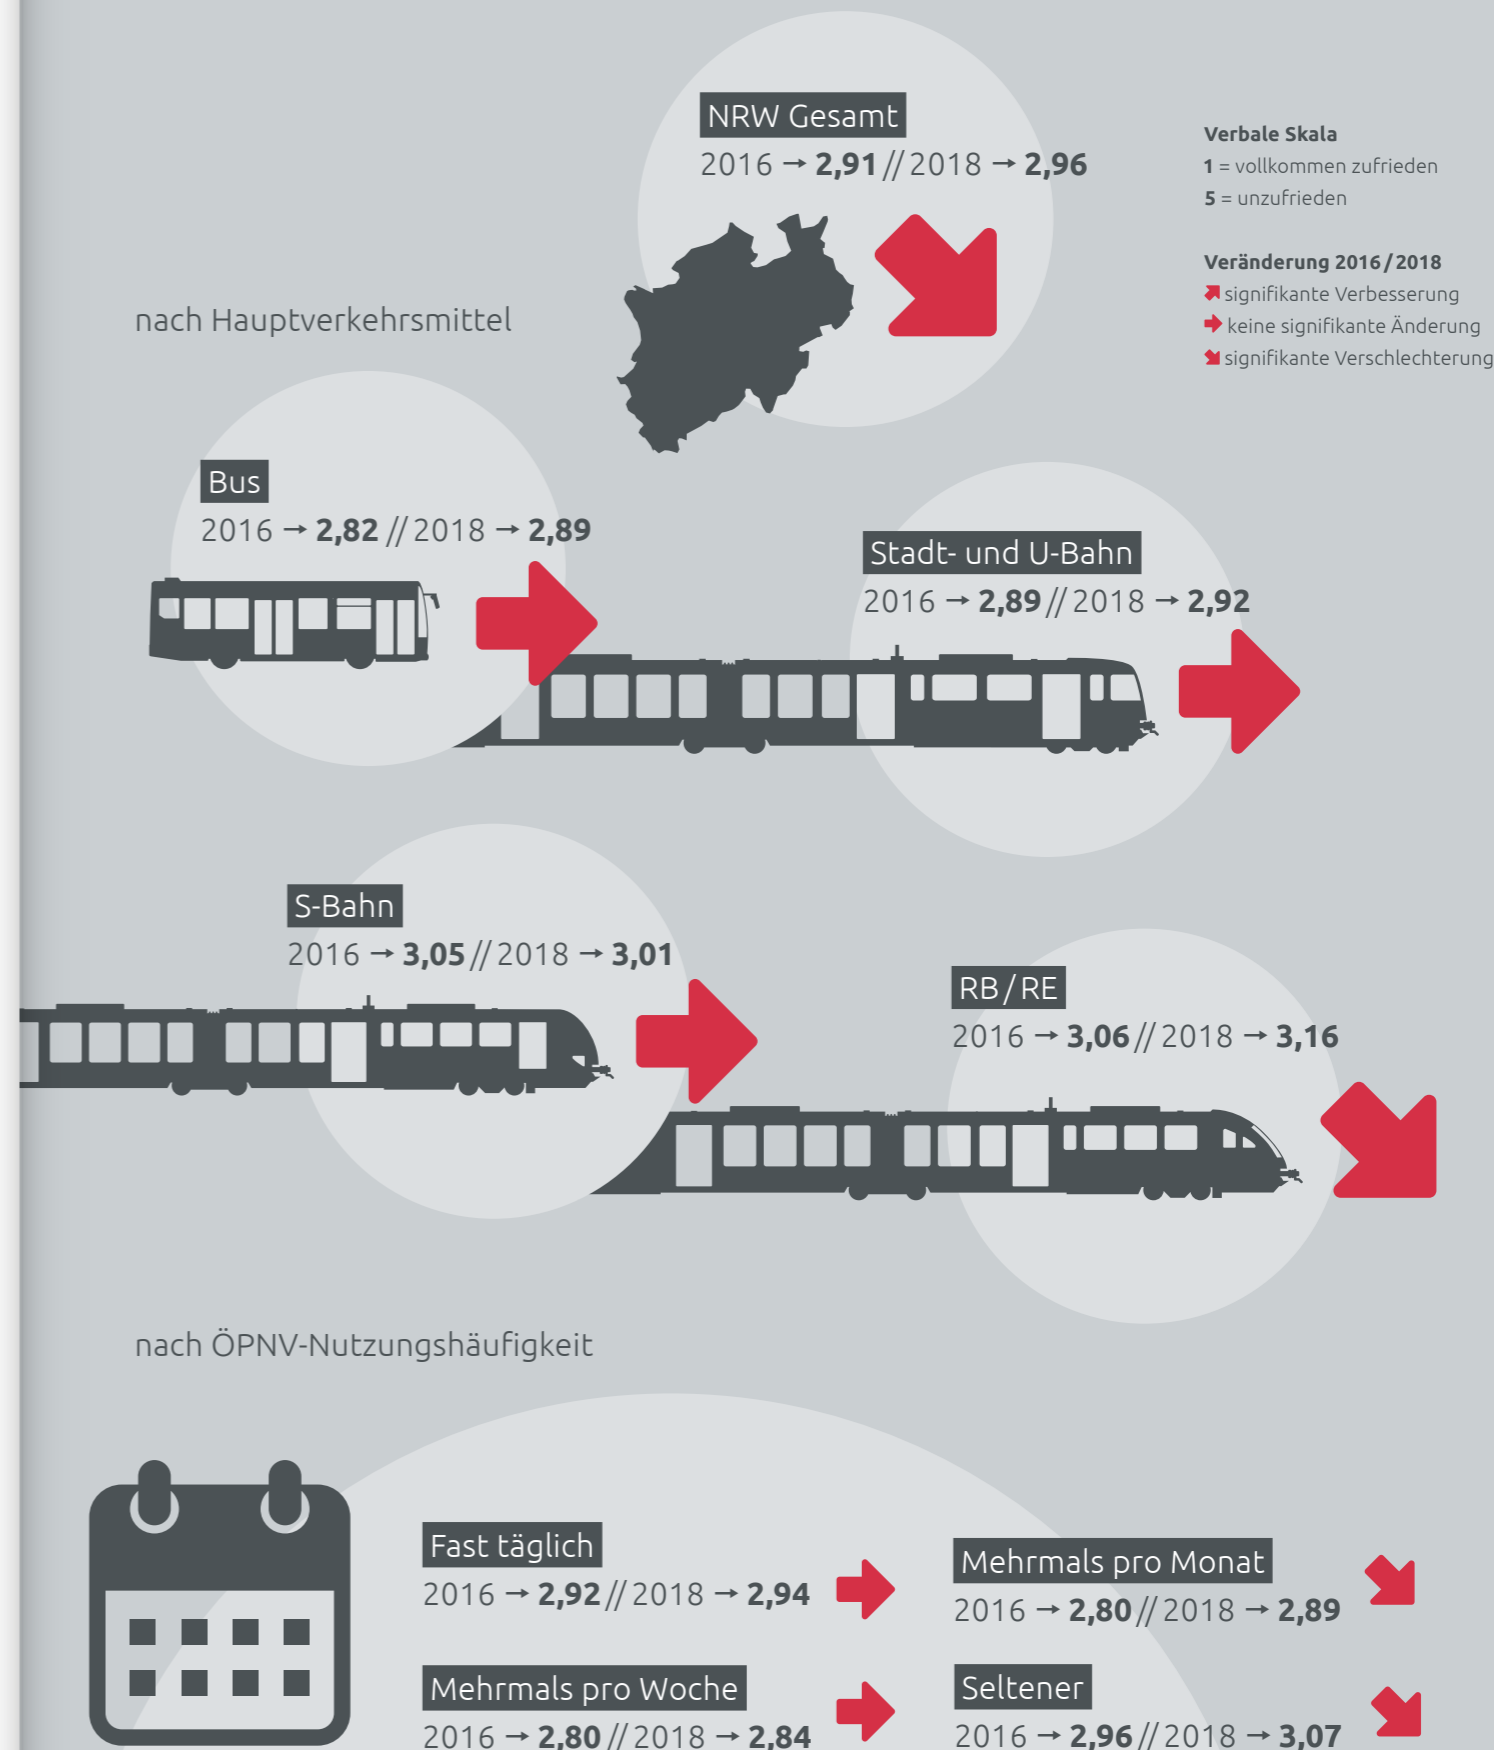 NRW Gesamt
2016 → 2,91 // 2018 → 2,96
Verbale Skala
1 = vollkommen zufrieden
5 = unzufrieden
Veränderung 2016/2018
signifikante Verbesserung
keine signifikante Änderung
signifikante Verschlechterung
nach Hauptverkehrsmittel
Bus
2016 → 2,82 // 2018 → 2,89
Stadt- und U-Bahn
2016 → 2,89 // 2018 → 2,92
S-Bahn
2016 → 3,05 // 2018 → 3,01
RB/RE
2016 → 3,06 // 2018 → 3,16
nach ÖPNV-Nutzungshäufigkeit
Fast täglich
2016 → 2,92 // 2018 → 2,94
Mehrmals pro Monat
2016 → 2,80 // 2018 → 2,89
Mehrmals pro Woche
2016 → 2,80 // 2018 → 2,84
Seltener
2016 → 2,96 // 2018 → 3,07